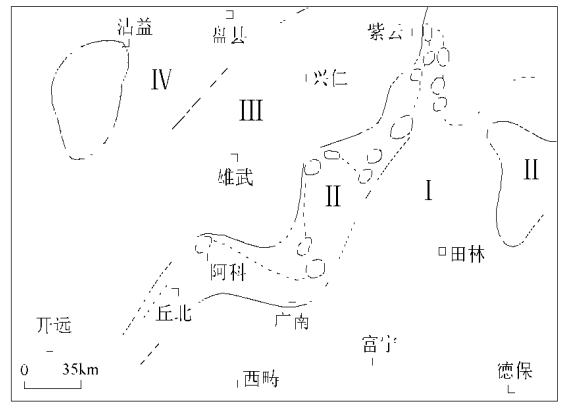 沾益
盘县
紫云
Ⅳ
兴仁
Ⅲ
雄武
Ⅱ
Ⅰ
Ⅱ
阿科
田林
丘北
广南
开远
富宁
0 35km
西畴
德保